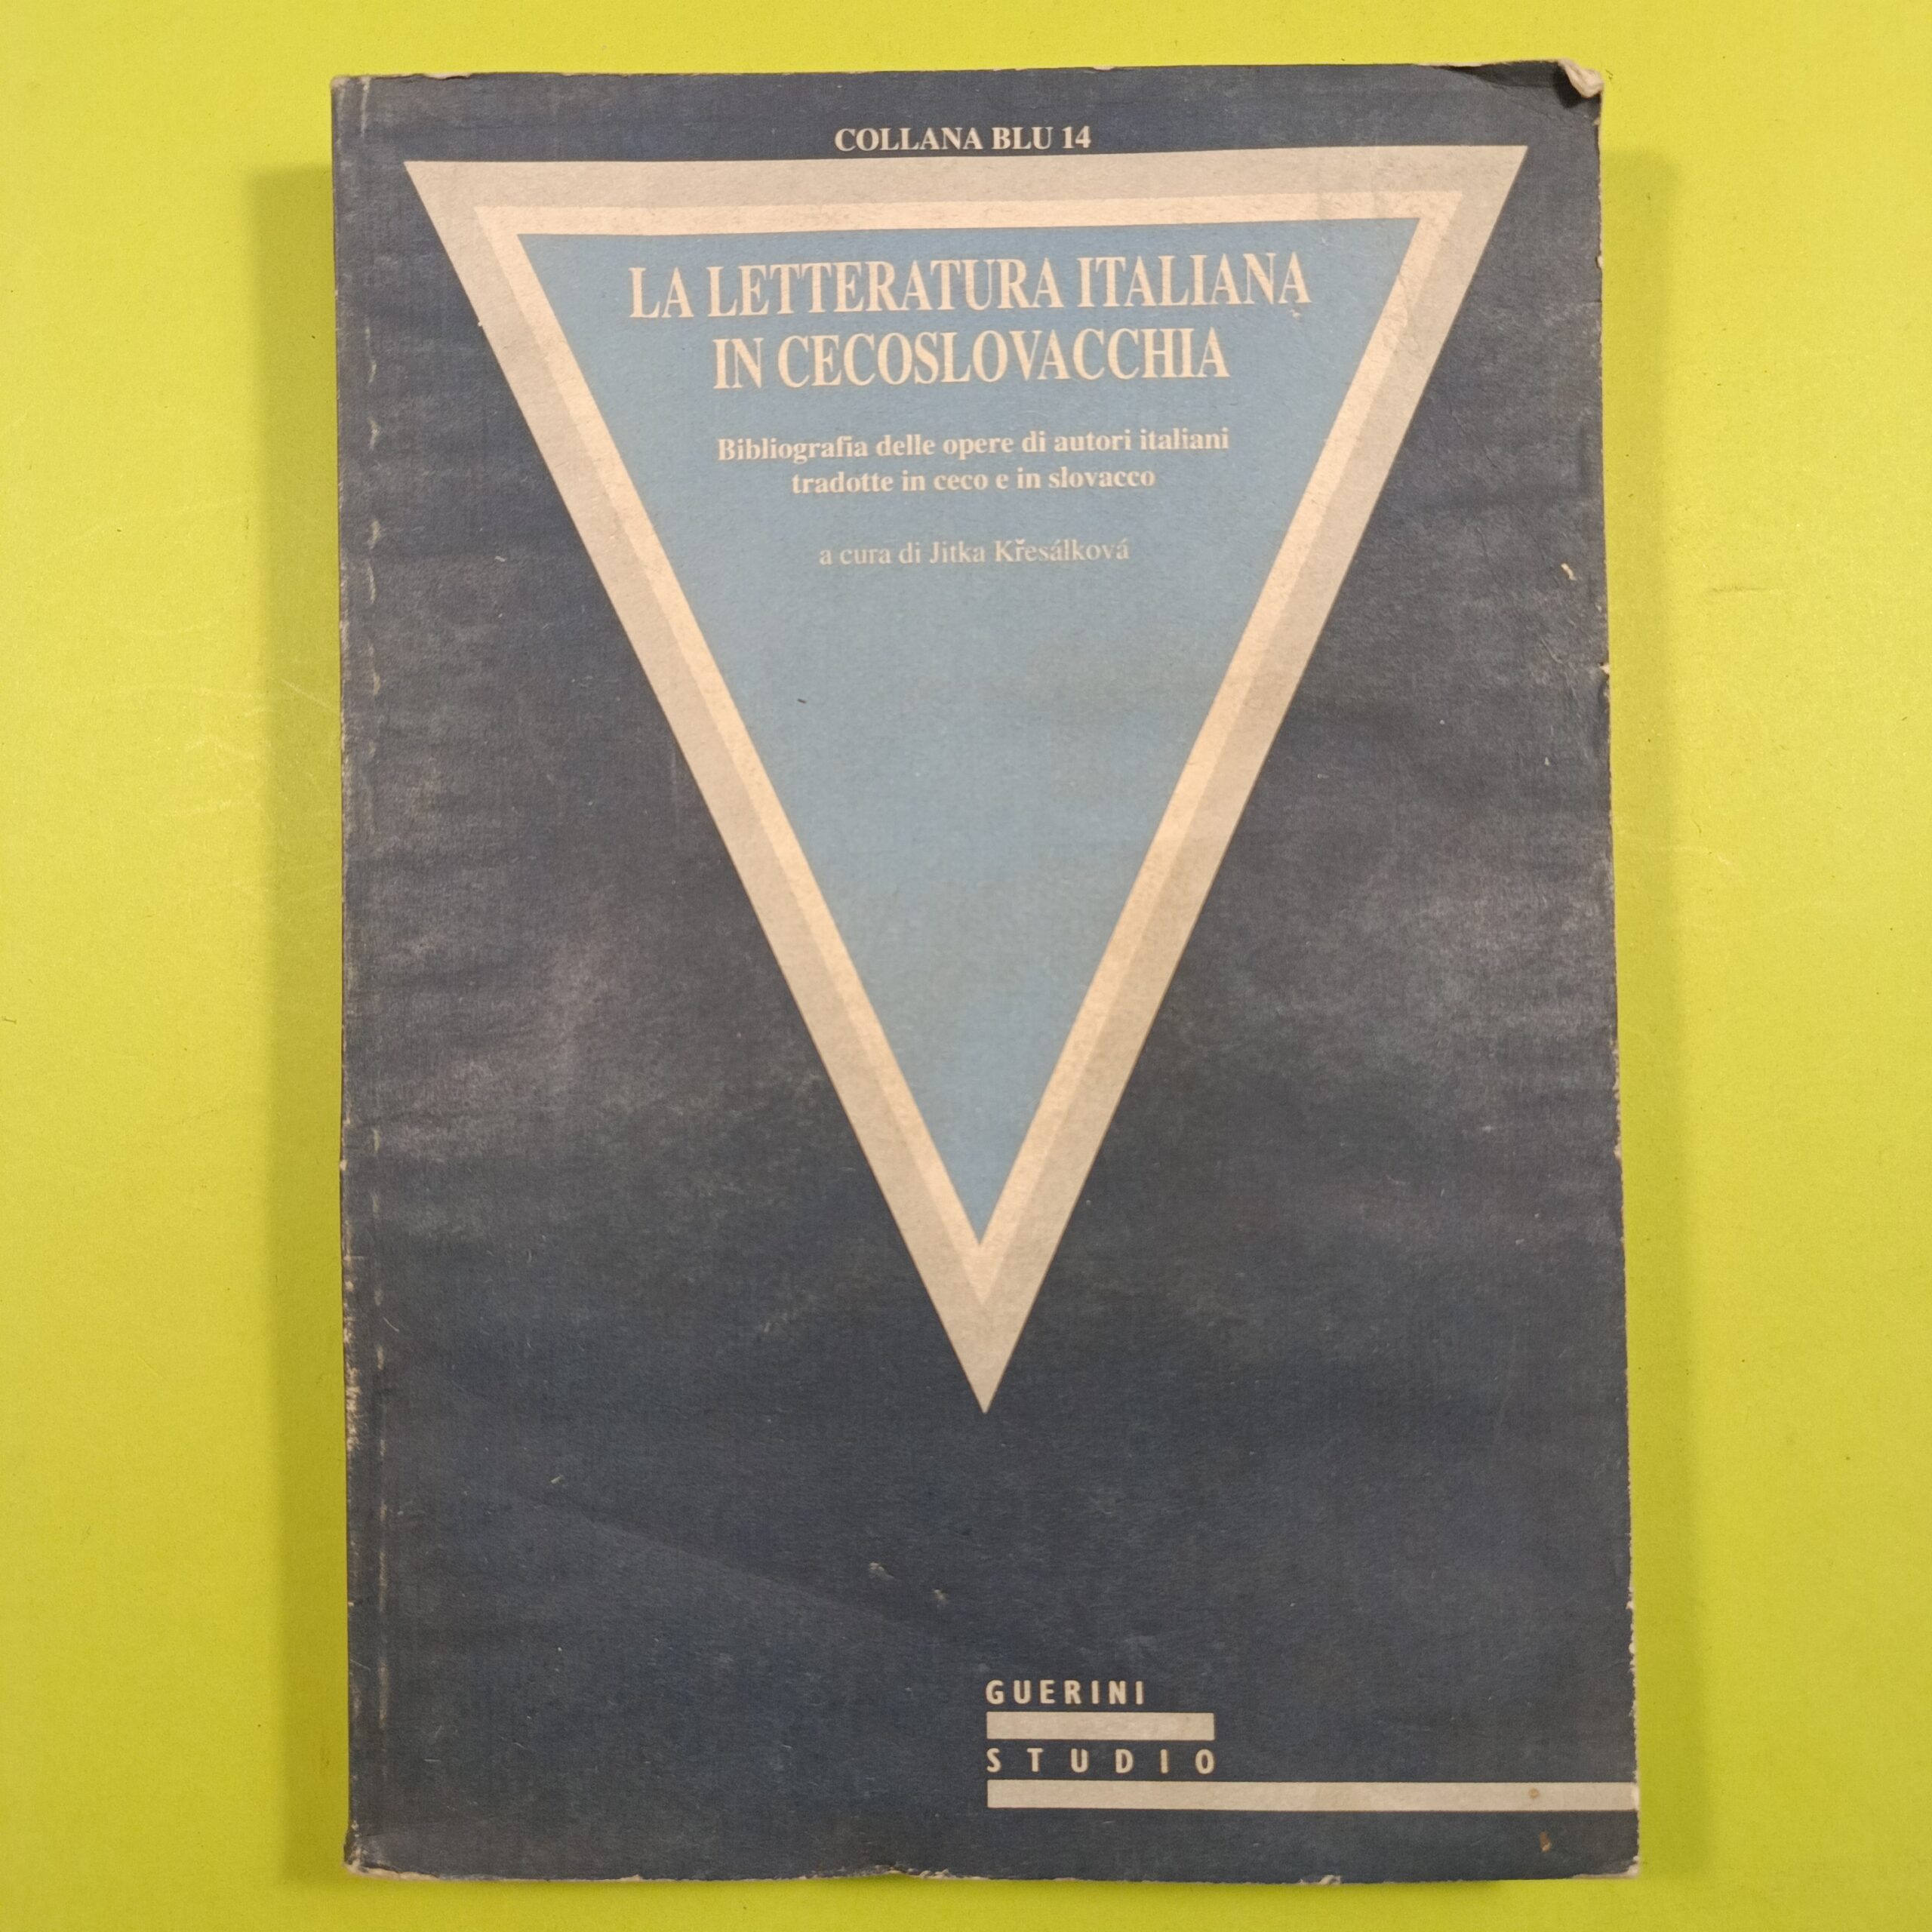 COLLANA BLU 14
LA LETTERATURA ITALIANA
IN CECOSLOVACCHIA
Bibliografia delle opere di autori italiani
tradotte in ceco e in slovacco
a cura di Jitka Křesálková
GUERINI
STUDIO